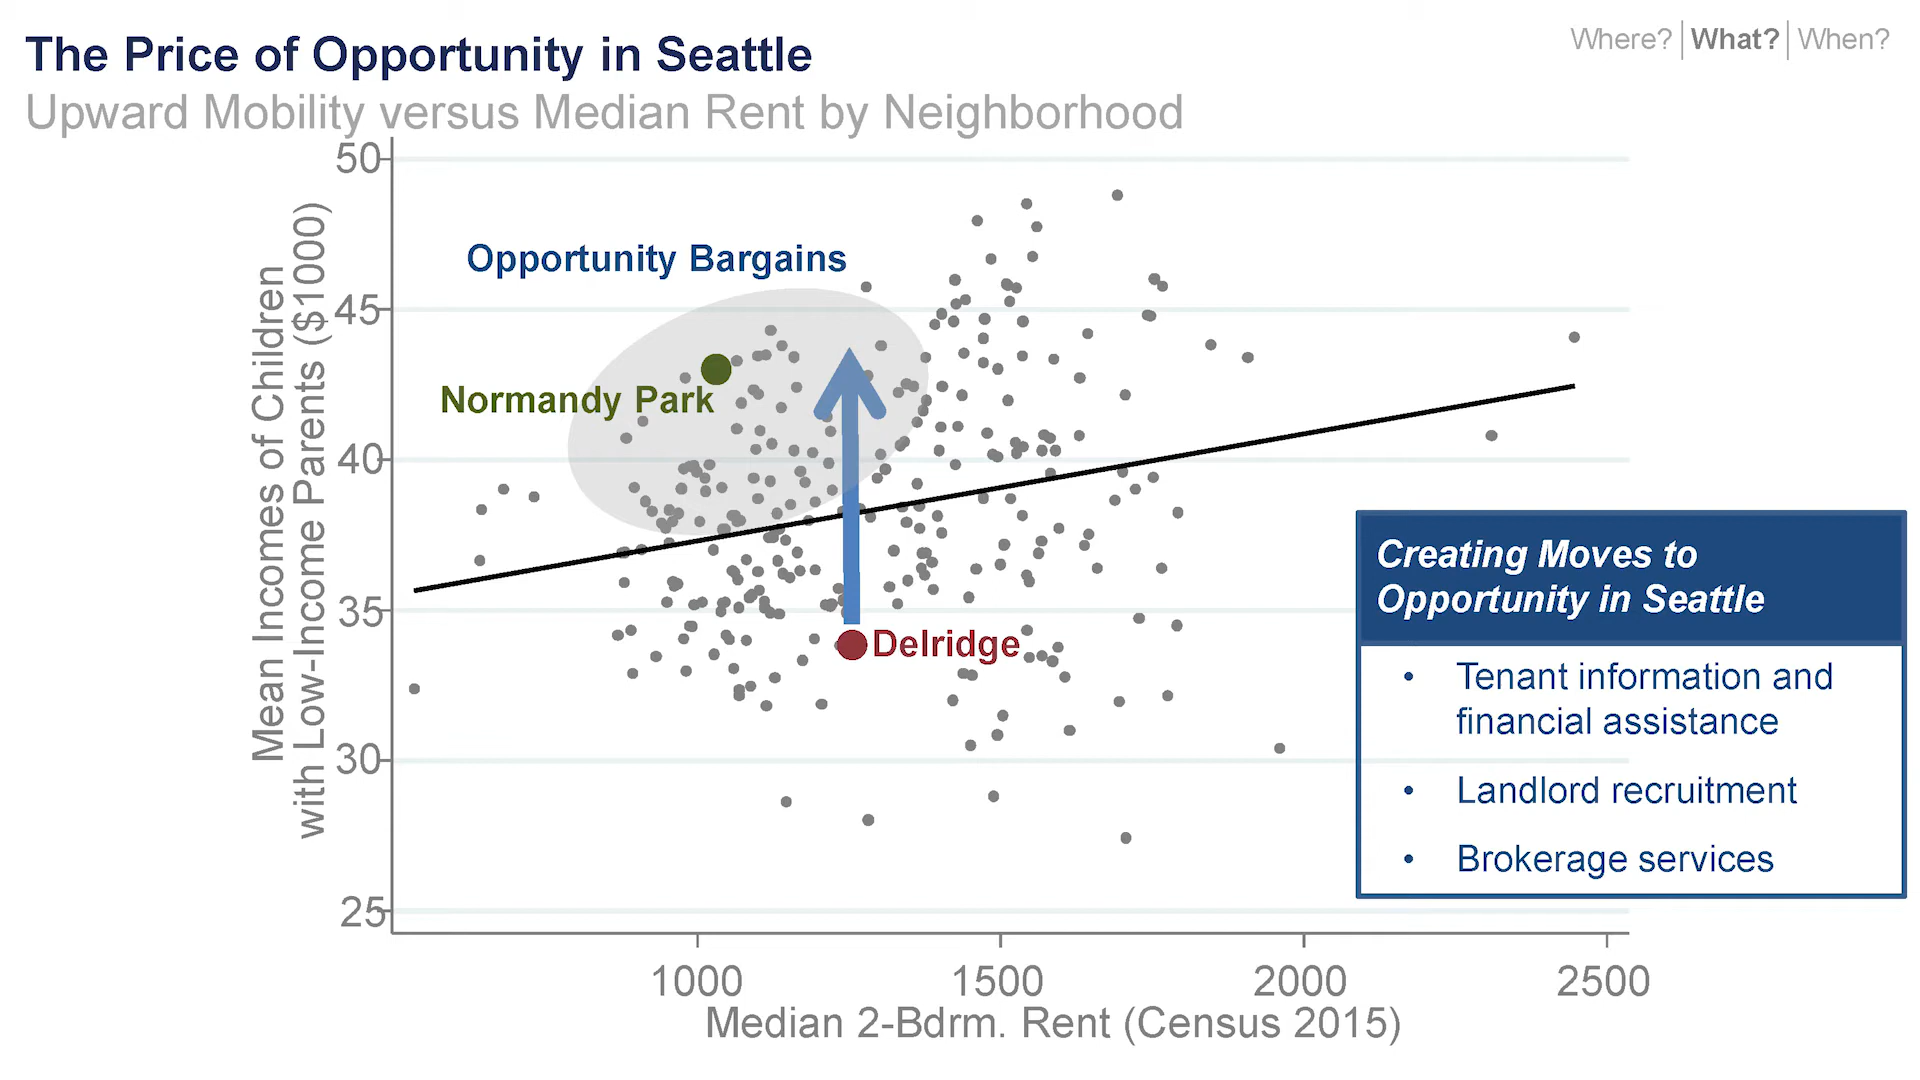 The Price of Opportunity in Seattle
Upward Mobility versus Median Rent by Neighborhood
Where? | What? | When?
Mean Incomes of Children
with Low-Income Parents ($1000)
50
45
40
35
30
25
Opportunity Bargains
Normandy Park
Delridge
Creating Moves to
Opportunity in Seattle
• Tenant information and
financial assistance
• Landlord recruitment
• Brokerage services
1000 1500 2000 2500
Median 2-Bdrm. Rent (Census 2015)